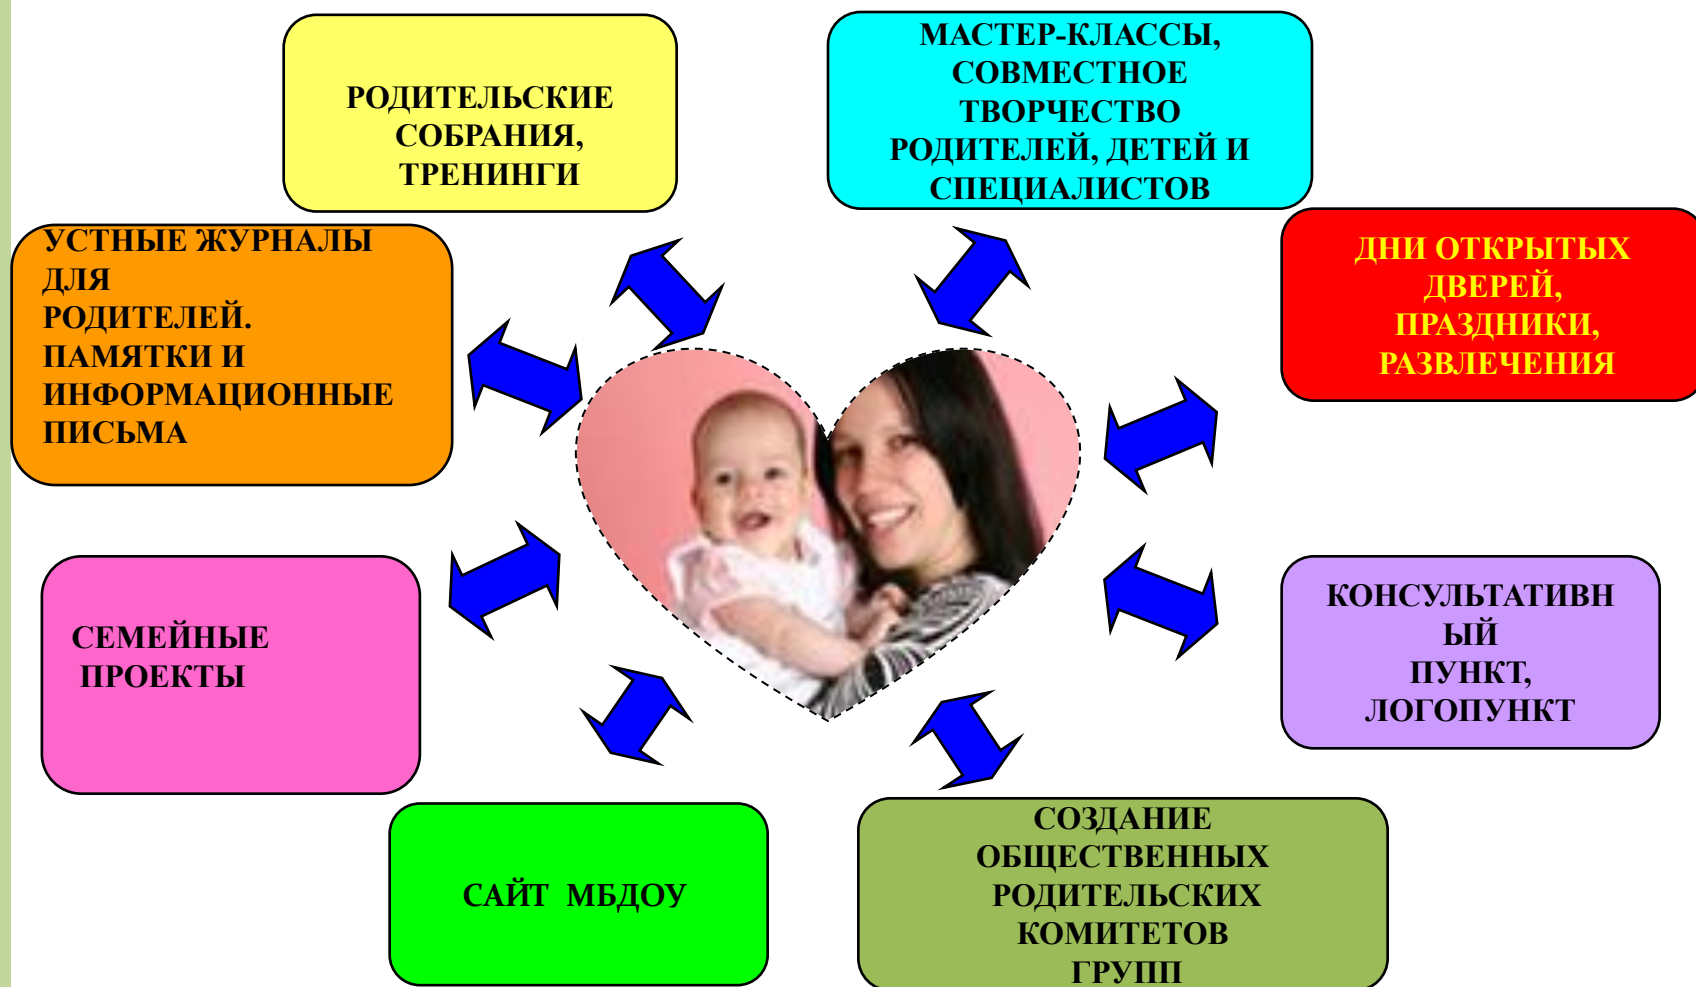 РОДИТЕЛЬСКИЕ
СОБРАНИЯ,
ТРЕНИНГИ
МАСТЕР-КЛАССЫ,
СОВМЕСТНОЕ
ТВОРЧЕСТВО
РОДИТЕЛЕЙ, ДЕТЕЙ И
СПЕЦИАЛИСТОВ
УСТНЫЕ ЖУРНАЛЫ
ДЛЯ
РОДИТЕЛЕЙ.
ПАМЯТКИ И
ИНФОРМАЦИОННЫЕ
ПИСЬМА
ДНИ ОТКРЫТЫХ
ДВЕРЕЙ,
ПРАЗДНИКИ,
РАЗВЛЕЧЕНИЯ
СЕМЕЙНЫЕ
ПРОЕКТЫ
КОНСУЛЬТАТИВН
ЫЙ
ПУНКТ,
ЛОГОПУНКТ
САЙТ МБДОУ
СОЗДАНИЕ
ОБЩЕСТВЕННЫХ
РОДИТЕЛЬСКИХ
КОМИТЕТОВ
ГРУПП